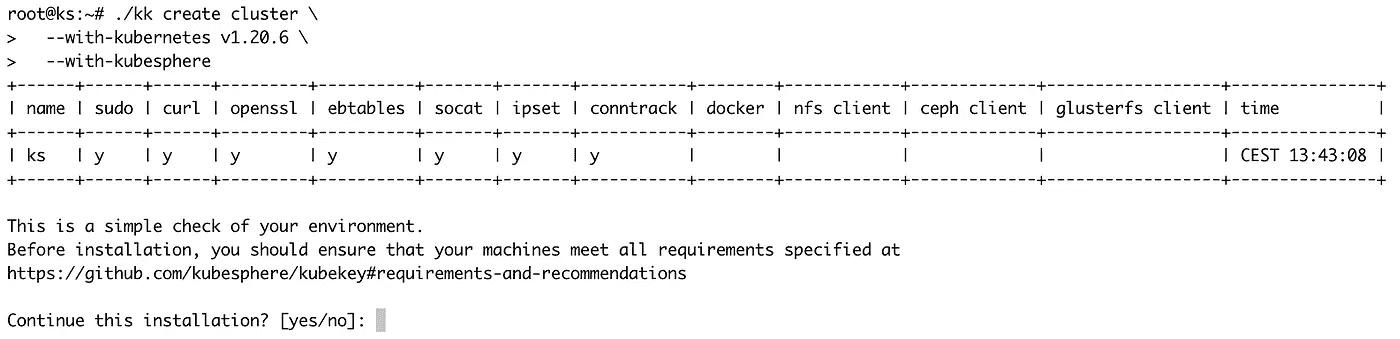 root@ks:~# ./kk create cluster \
>   --with-kubernetes v1.20.6 \
>   --with-kubesphere
+------+------+------+---------+----------+-------+-------+-----------+--------+------------+-------------+------------------+---------------+
| name | sudo | curl | openssl | ebtables | socat | ipset | conntrack | docker | nfs client | ceph client | glusterfs client | time          |
+------+------+------+---------+----------+-------+-------+-----------+--------+------------+-------------+------------------+---------------+
| ks   | y    | y    | y       | y        | y     | y     | y         |        |            |             |                  | CEST 13:43:08 |
+------+------+------+---------+----------+-------+-------+-----------+--------+------------+-------------+------------------+---------------+
This is a simple check of your environment.
Before installation, you should ensure that your machines meet all requirements specified at
https://github.com/kubesphere/kubekey#requirements-and-recommendations
Continue this installation? [yes/no]: